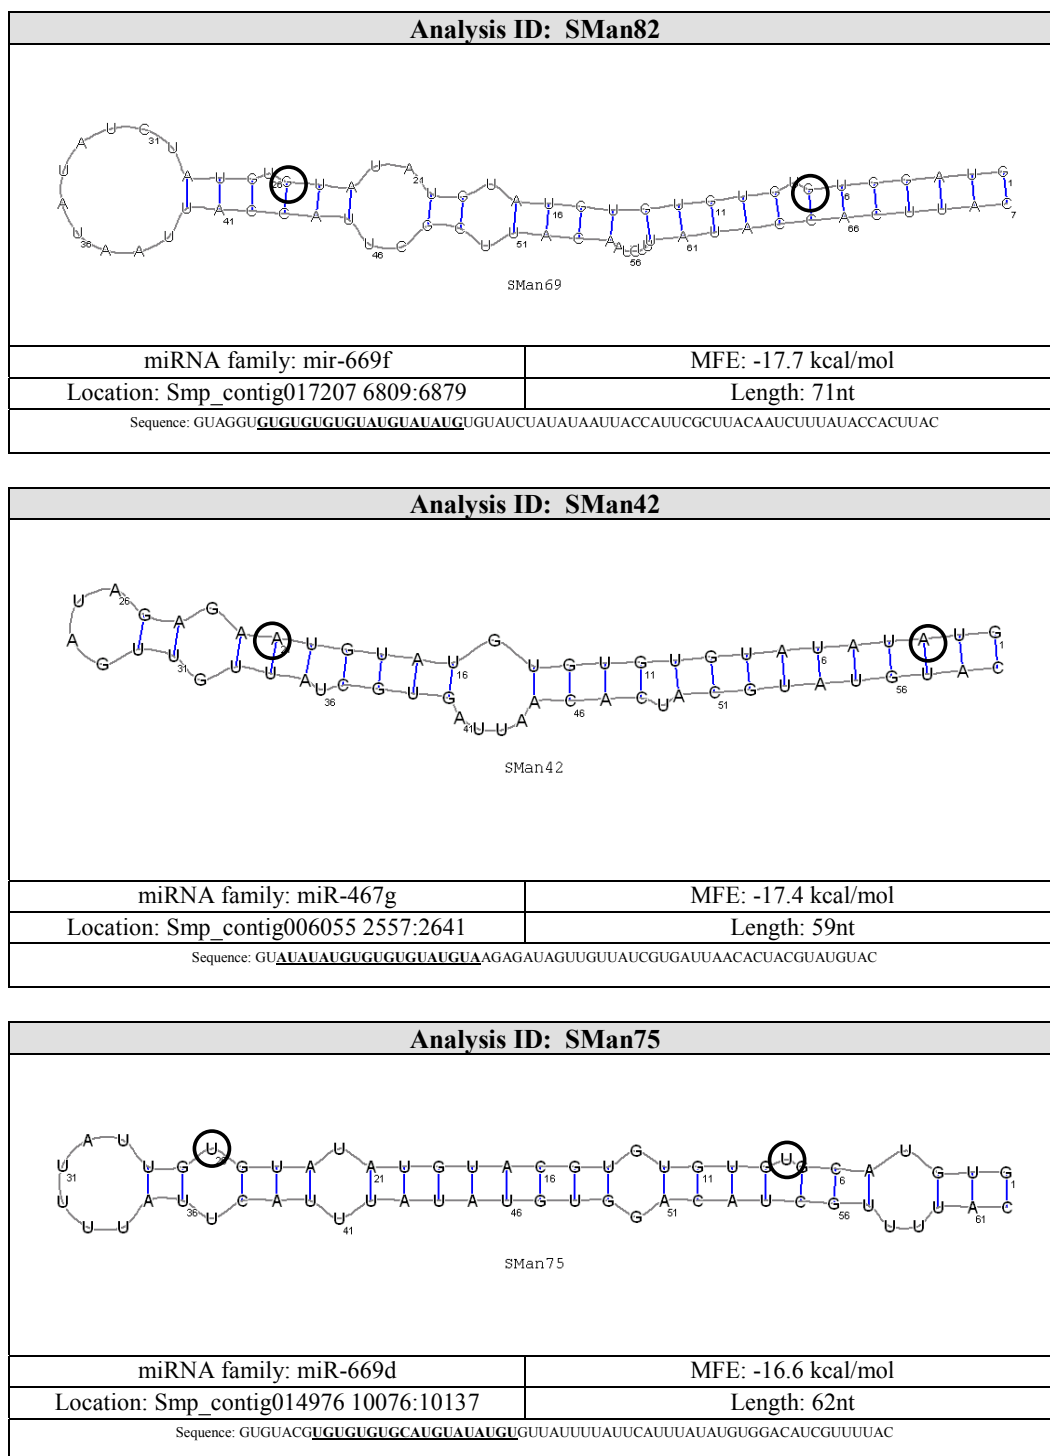 Analysis ID: SMan82
SMan69
miRNA family: mir-669f
MFE: -17.7 kcal/mol
Location: Smp_contig017207 6809:6879
Length: 71nt
Sequence: GUAGGUGUGUGUGUGUAUGUAUAUGUGUAUCUAUAUAAUUACCAUUCGCUUACAAUCUUUAUACCACUUAC
Analysis ID: SMan42
SMan42
miRNA family: miR-467g
MFE: -17.4 kcal/mol
Location: Smp_contig006055 2557:2641
Length: 59nt
Sequence: GUAUAUAUGUGUGUGUAUGUAAGAGAUAGUUGUUAUCGUGAUUAACACUACGUAUGUAC
Analysis ID: SMan75
SMan75
miRNA family: miR-669d
MFE: -16.6 kcal/mol
Location: Smp_contig014976 10076:10137
Length: 62nt
Sequence: GUGUACGUGUGUGUGCAUGUAUAUGUGUUAUUUUAUUCAUUUAUAUGUGGACAUCGUUUUAC